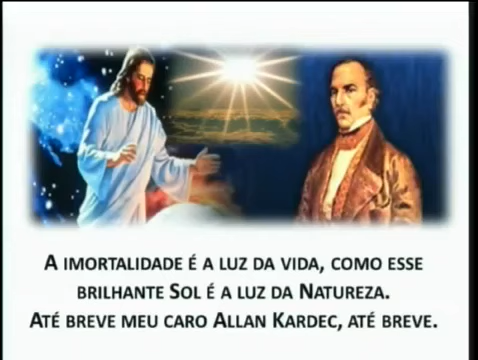 A IMORTALIDADE É A LUZ DA VIDA, COMO ESSE
BRILHANTE SOL É A LUZ DA NATUREZA.
ATÉ BREVE MEU CARO ALLAN KARDEC, ATÉ BREVE.